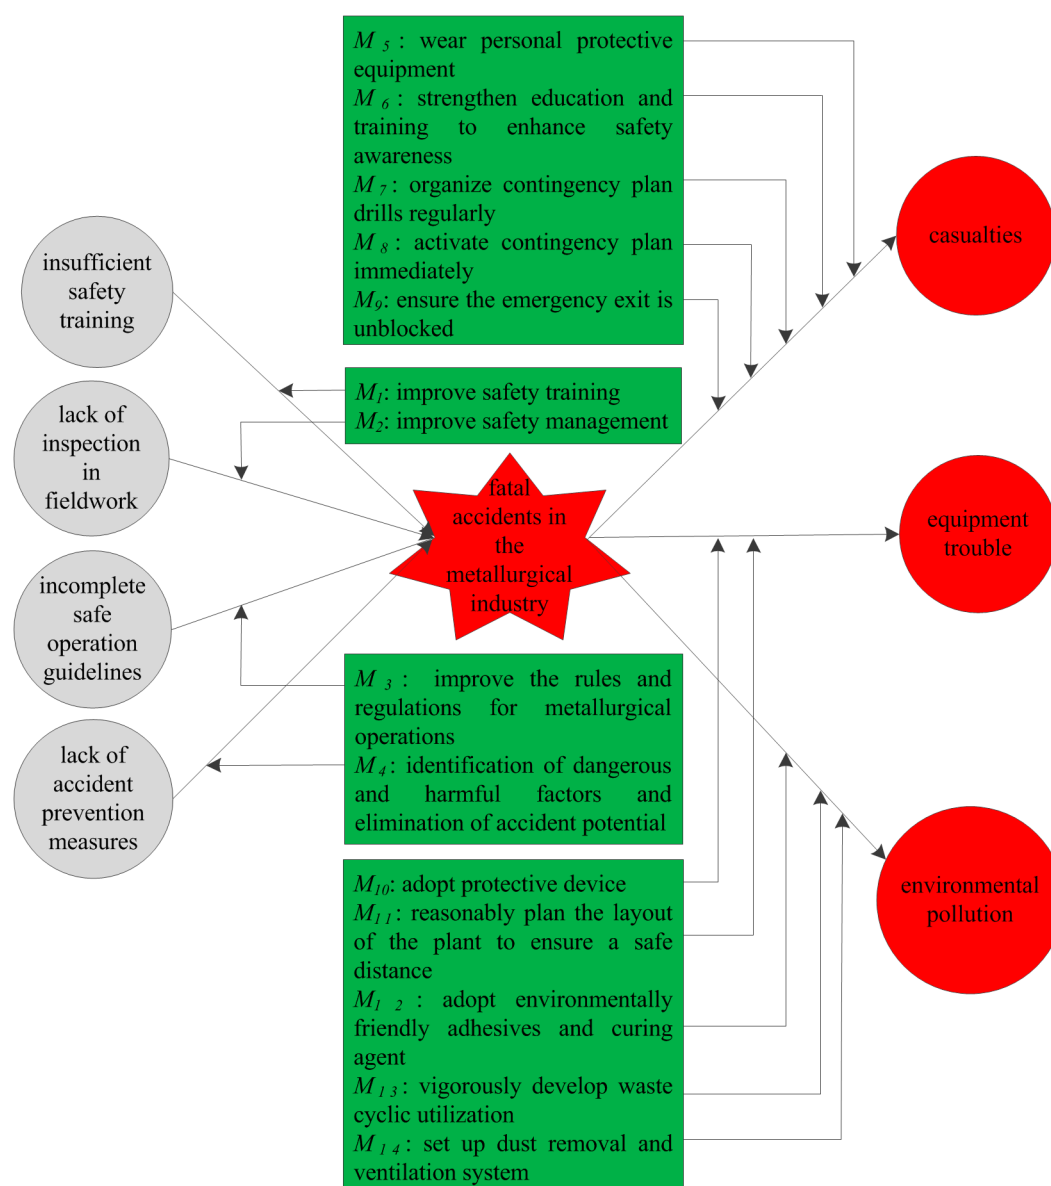 insufficient
safety
training
lack of
inspection
in
fieldwork
incomplete
safe
operation
guidelines
lack of
accident
prevention
measures
M5: wear personal protective
equipment
M6: strengthen education and
training to enhance safety
awareness
M7: organize contingency plan
drills regularly
M8: activate contingency plan
immediately
M9: ensure the emergency exit is
unblocked
M1: improve safety training
M2: improve safety management
fatal
accidents in
the
metallurgical
industry
M3: improve the rules and
regulations for metallurgical
operations
M4: identification of dangerous
and harmful factors and
elimination of accident potential
M10: adopt protective device
M11: reasonably plan the layout
of the plant to ensure a safe
distance
M12: adopt environmentally
friendly adhesives and curing
agent
M13: vigorously develop waste
cyclic utilization
M14: set up dust removal and
ventilation system
casualties
equipment
trouble
environmental
pollution